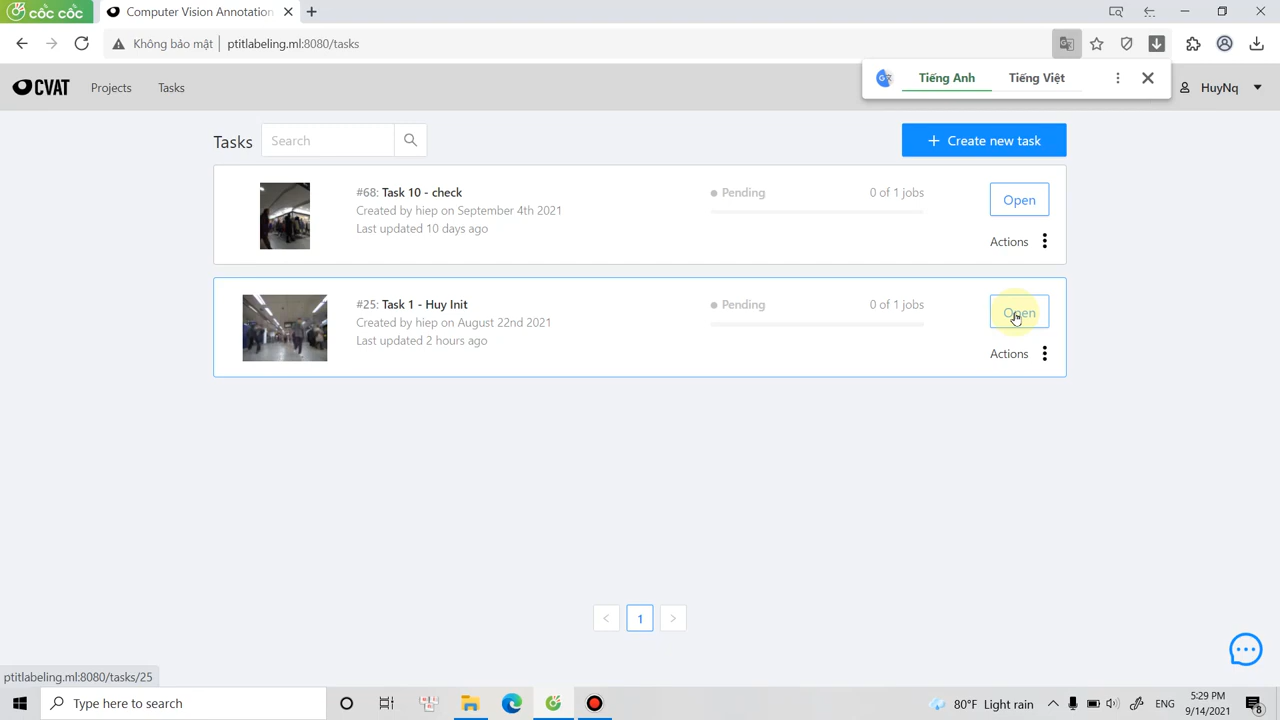 cốc cốc
Computer Vision Annotation
Không bảo mật
ptitlabeling.ml:8080/tasks
CVAT
Projects
Tasks
Tiếng Anh
Tiếng Việt
HuyNq
Tasks
Search
+ Create new task
#68: Task 10 - check
Pending
0 of 1 jobs
Open
Created by hiep on September 4th 2021
Last updated 10 days ago
Actions
#25: Task 1 - Huy Init
Pending
0 of 1 jobs
Open
Created by hiep on August 22nd 2021
Last updated 2 hours ago
Actions
< 1 >
ptitlabeling.ml:8080/tasks/25
Type here to search
80°F Light rain
ENG
5:29 PM
9/14/2021
8